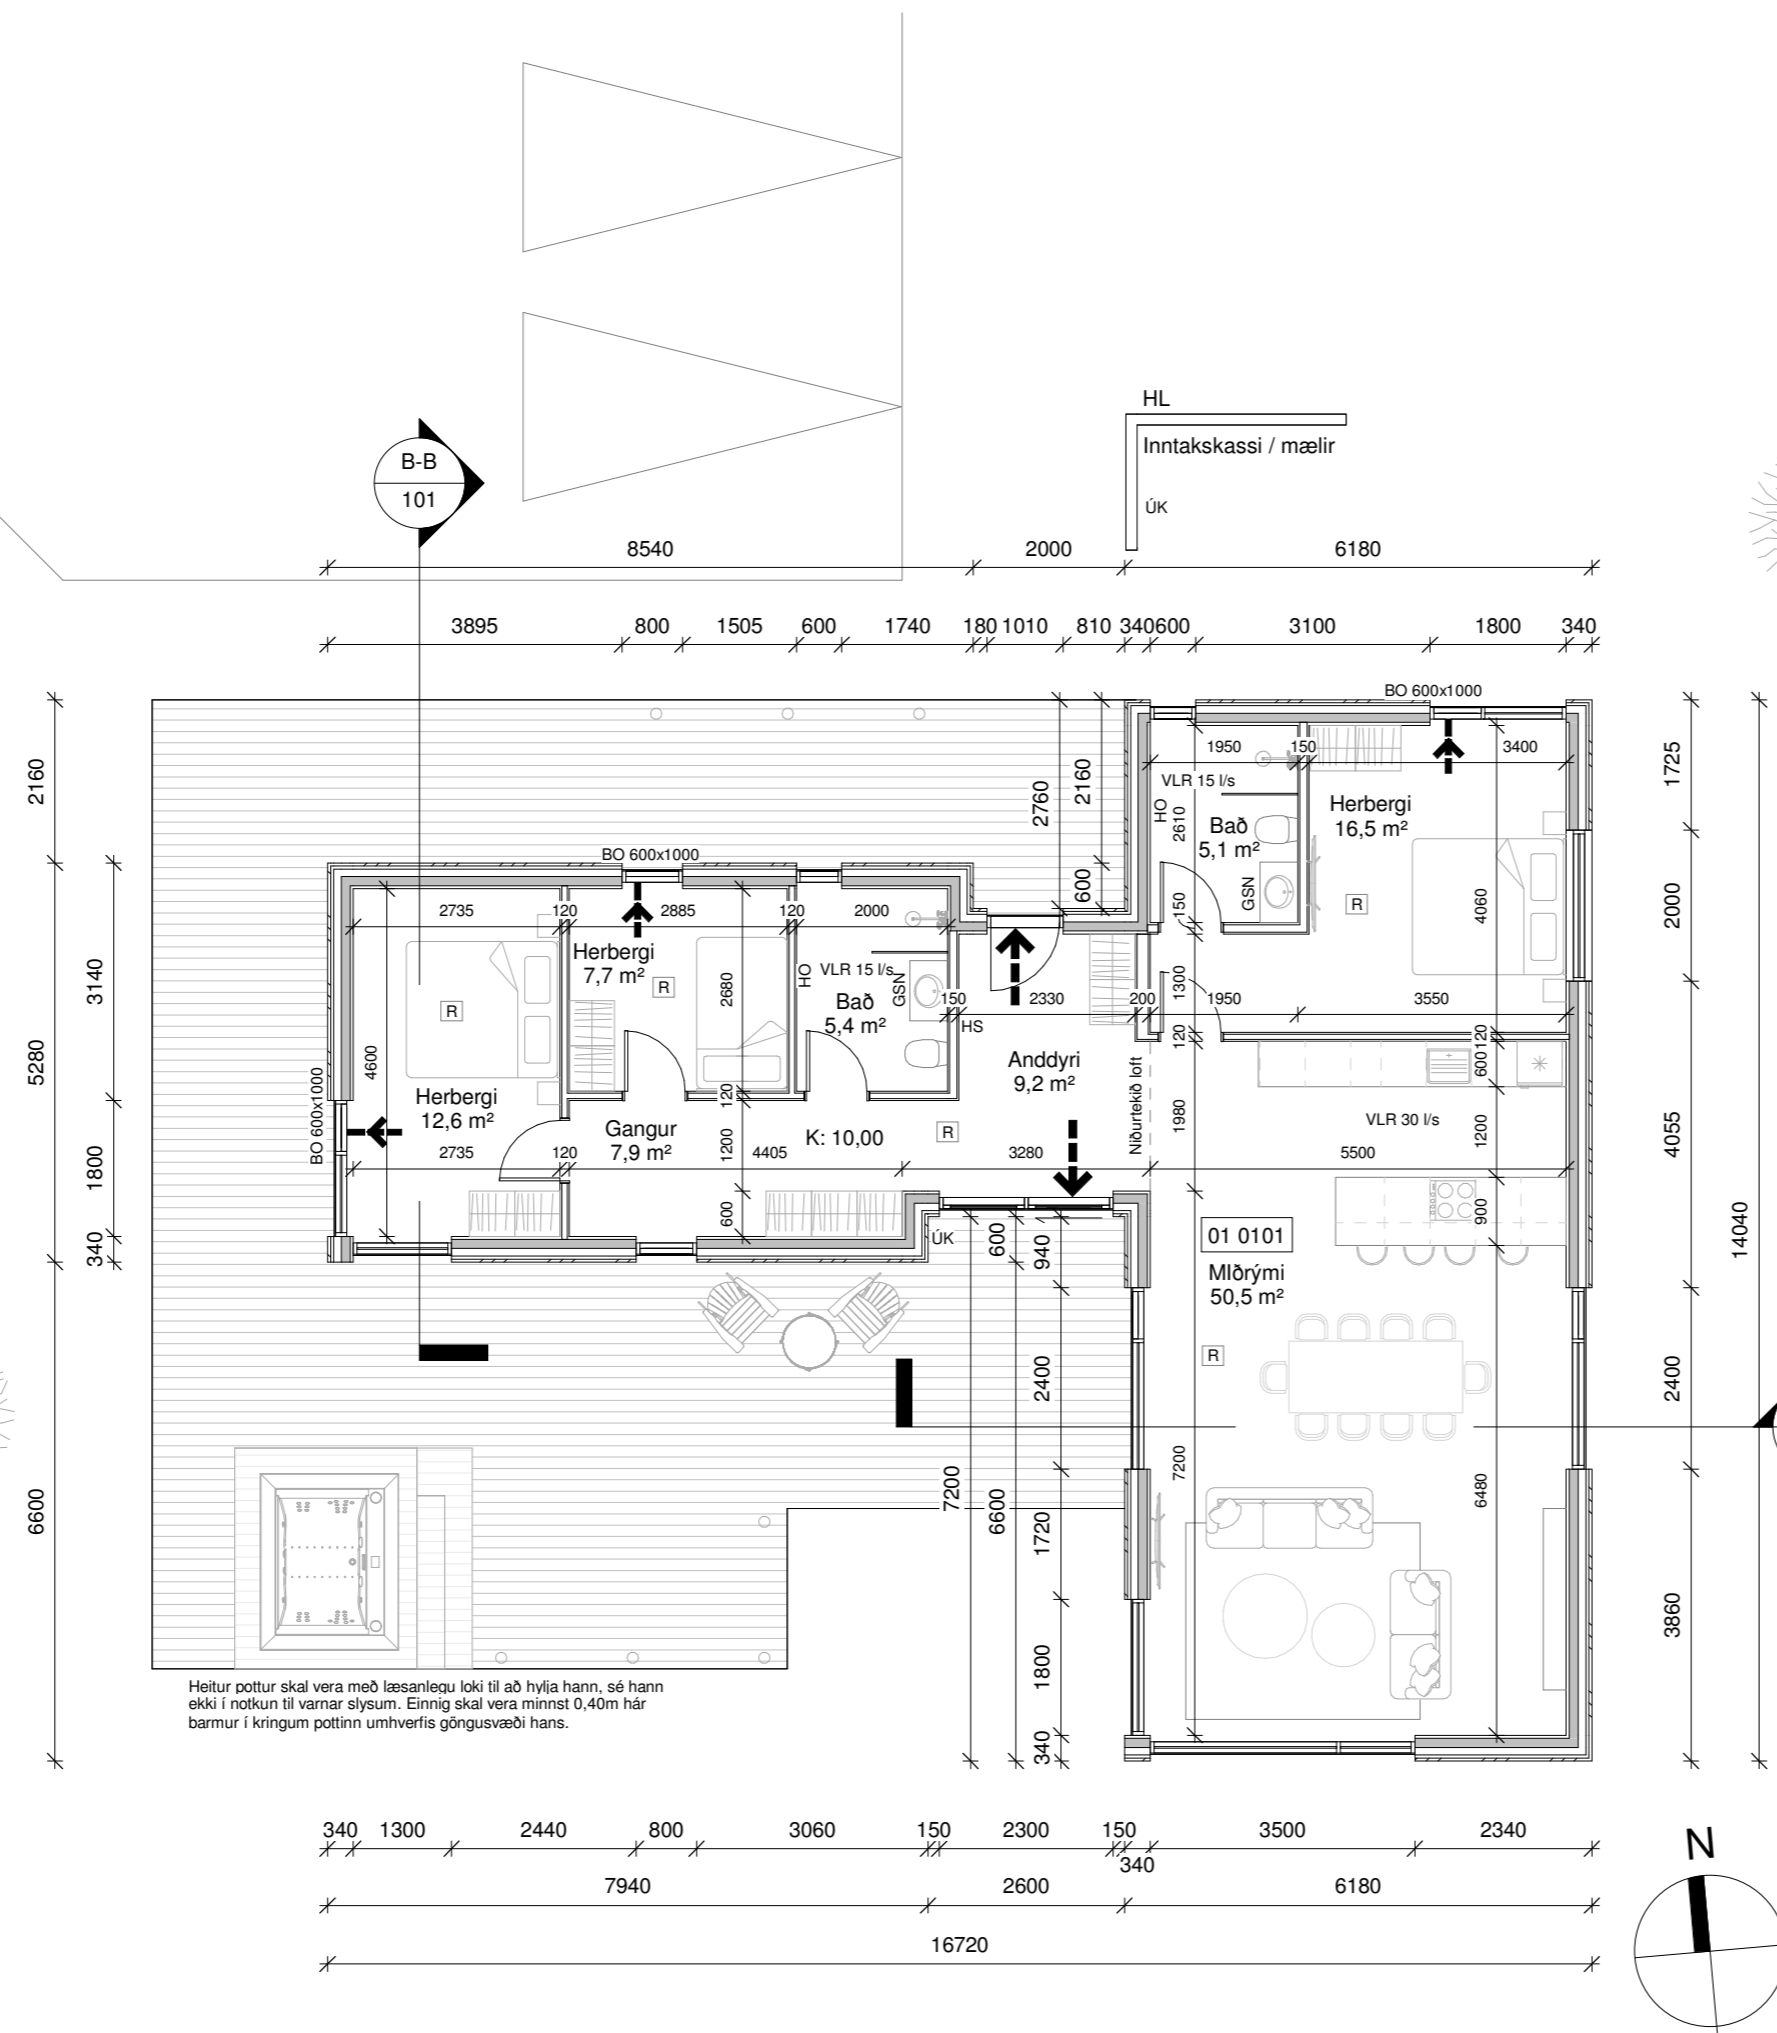 HL
Inntakskassi / mælir
B-B
101
ÚK
8540 2000 6180
3895 800 1505 600 1740 180 1010 810 340 600 3100 1800 340
BO 600x1000
1950 150 3400
VLR 15 l/s
2160
2760
2160
1725
HO
2610
Bað
5,1 m²
Herbergi
16,5 m²
GSN
R
4060
2000
600
150
BO 600x1000
2735 120 2885 120 2000
Herbergi
7,7 m²
R
2680
HO
VLR 15 l/s
GSN
Bað
5,4 m²
3140
R
150 2330 200 1950 3550
1300
HS
Anddyri
9,2 m²
Niðurtekið loft
120
120
600
5280
4600
BO 600x1000
Herbergi
12,6 m²
120
Gangur
7,9 m²
1200
K: 10,00
R
1980
VLR 30 l/s
1200
4055
14040
2735 120 4405 3280 5500
1800
600
900
340
ÚK
600
940
01 0101
MIðrými
50,5 m²
R
2400
2400
7200
6600
7200
6480
6600
1720
3860
1800
340
Heitur pottur skal vera með læsanlegu loki til að hylja hann, sé hann
ekki í notkun til varnar slysum. Einnig skal vera minnst 0,40m hár
barmur í kringum pottinn umhverfis göngusvæði hans.
340 1300 2440 800 3060 150 2300 150 3500 2340
340
7940 2600 6180
16720
N